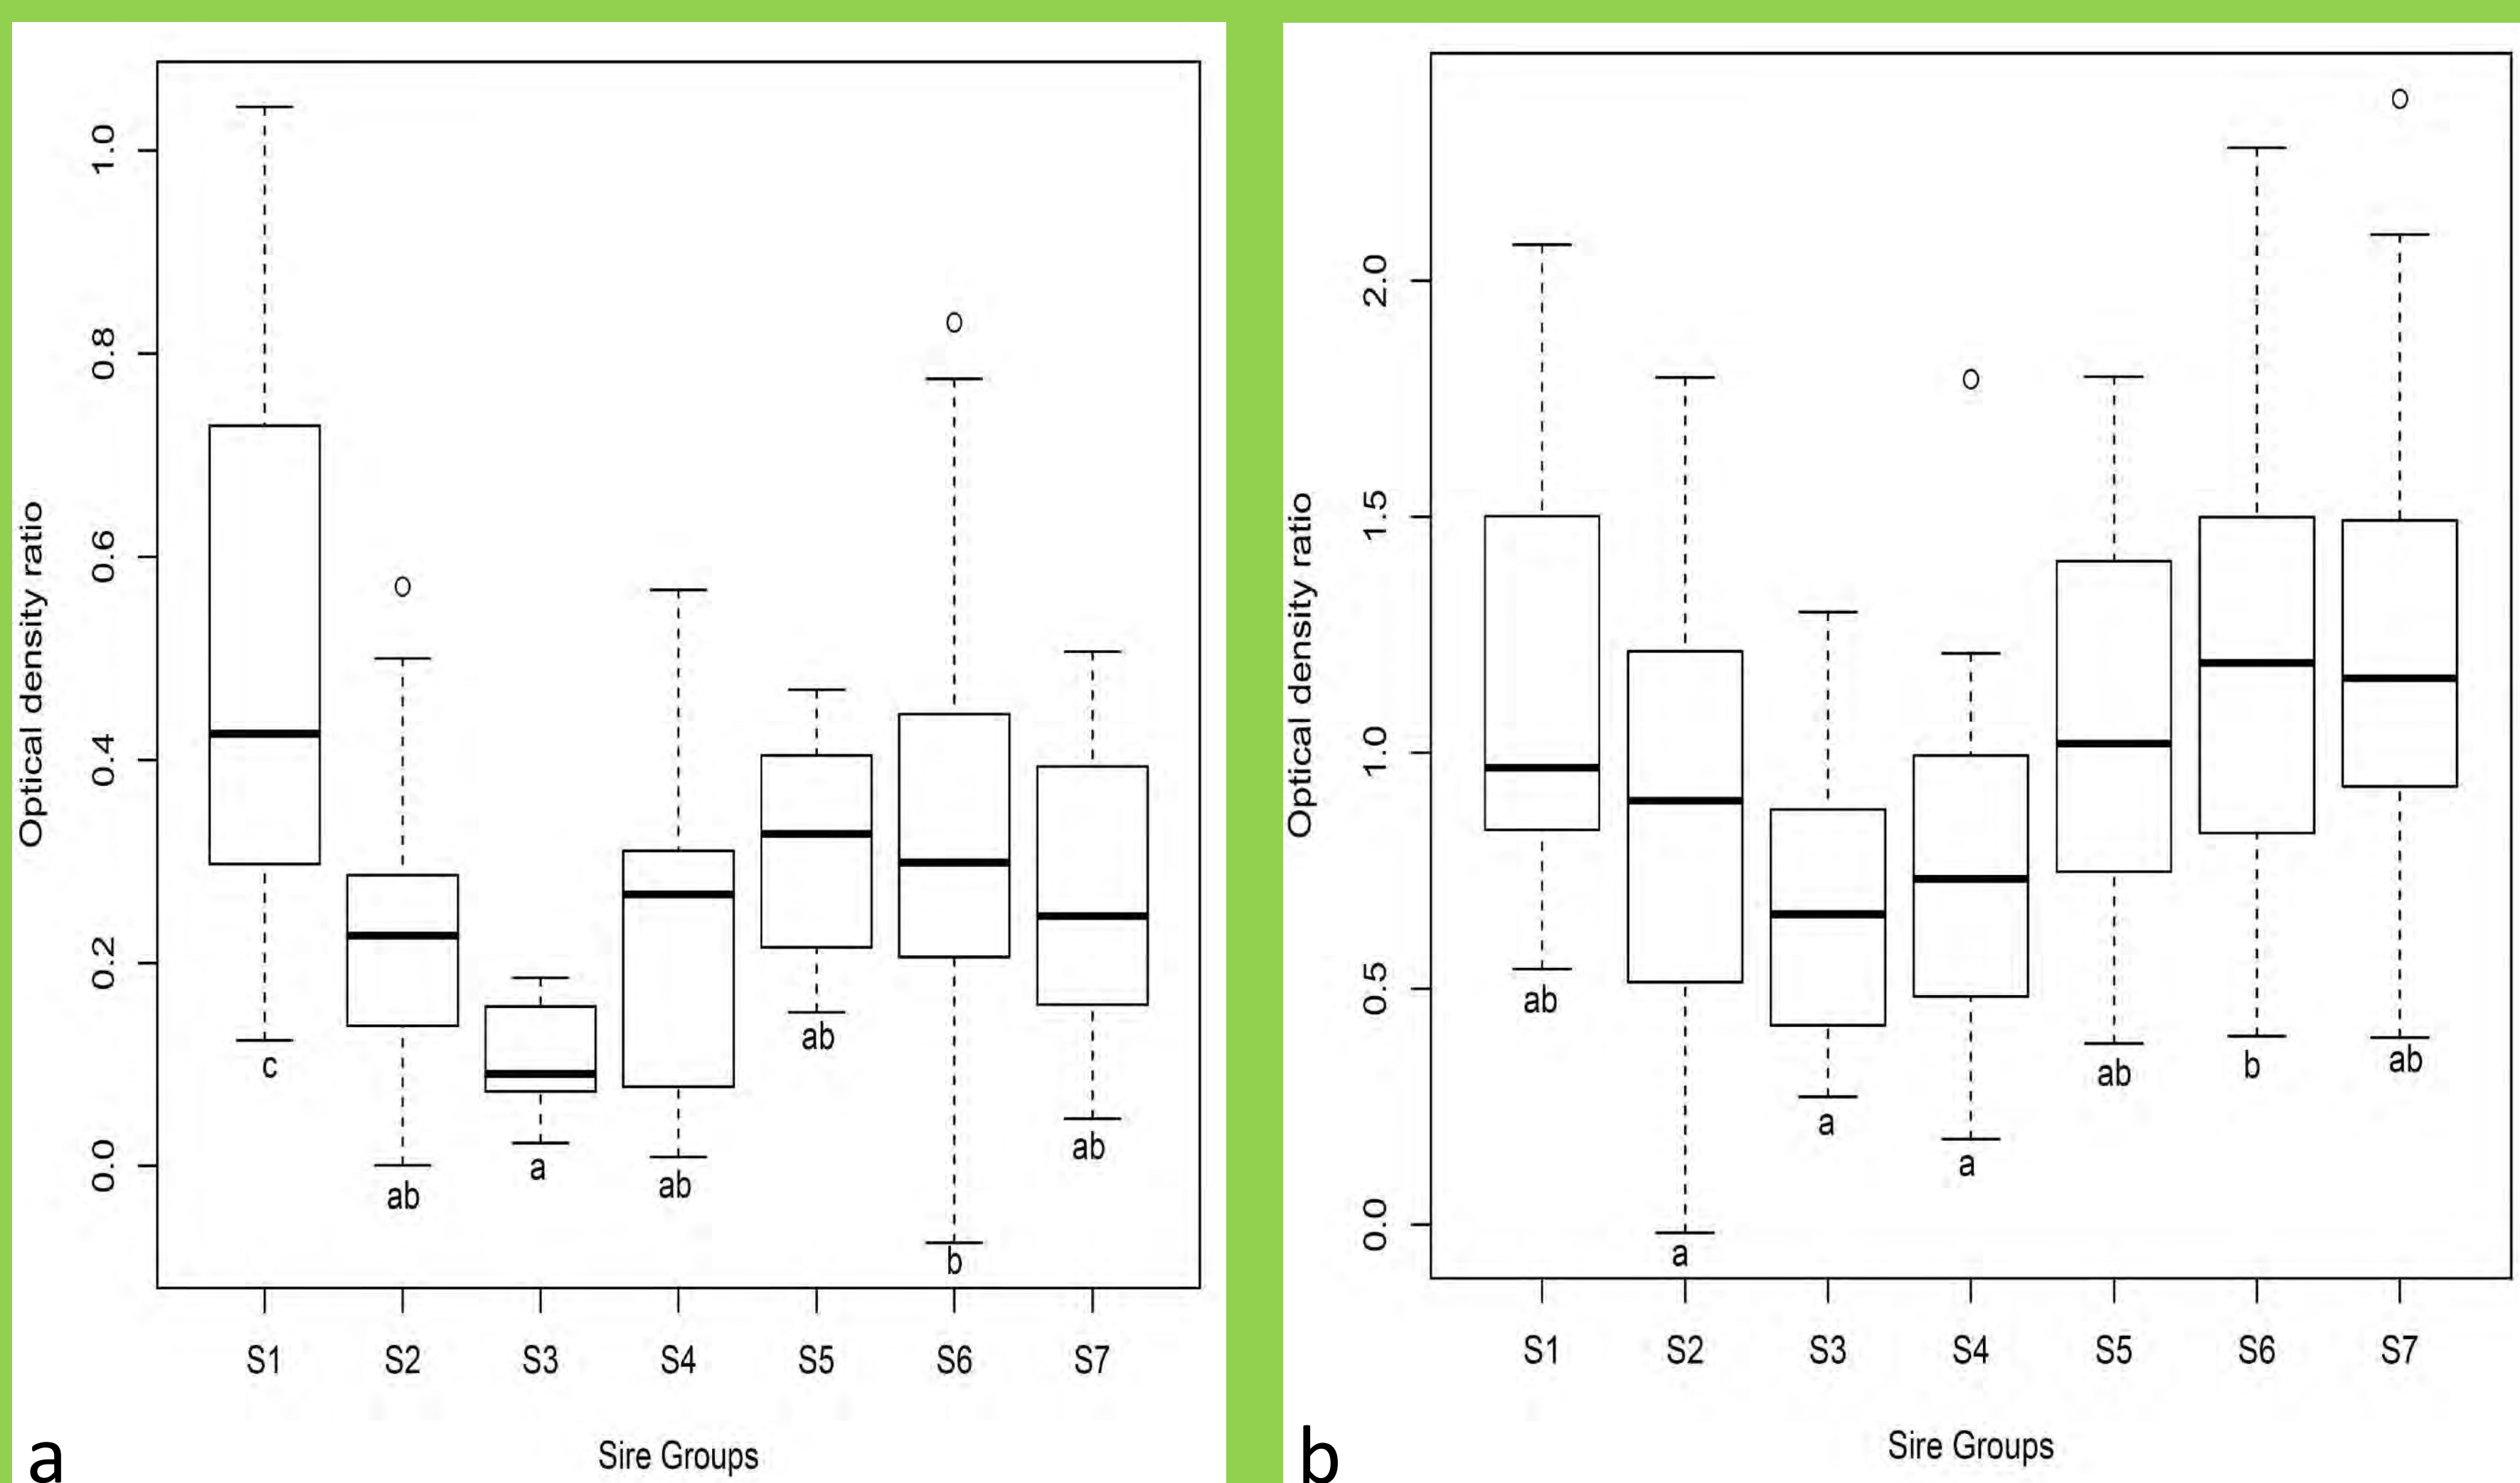 Optical density ratio
1.0
0.8
0.6
0.4
0.2
0.0
c
ab
a
ab
ab
b
ab
S1 S2 S3 S4 S5 S6 S7
Sire Groups
a
Optical density ratio
2.0
1.5
1.0
0.5
0.0
ab
a
a
a
ab
b
ab
S1 S2 S3 S4 S5 S6 S7
Sire Groups
b